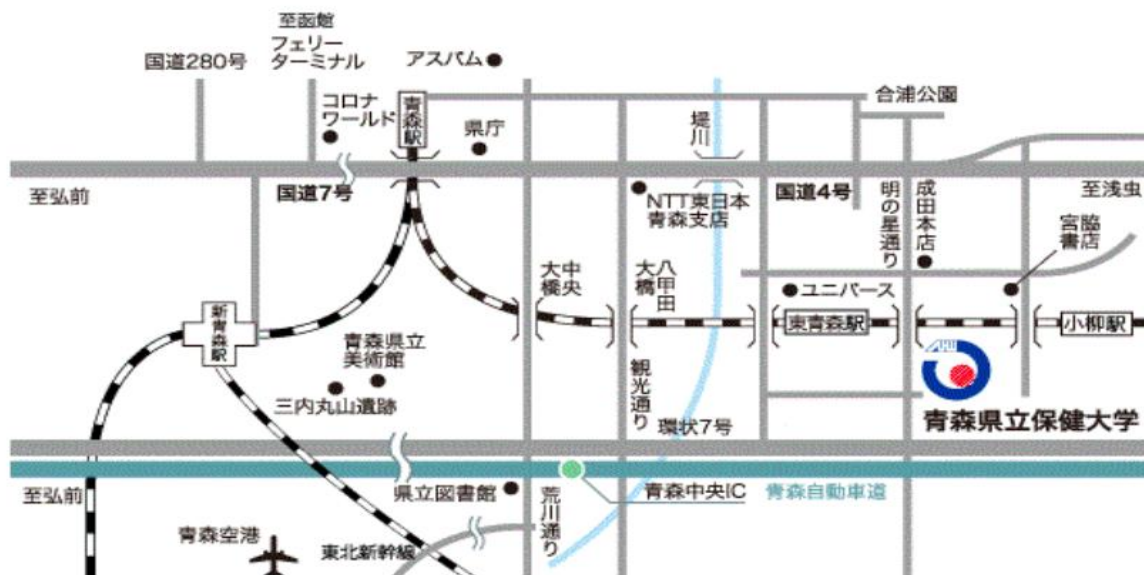 至函館
フェリー
ターミナル
国道280号
アスパム
合浦公園
コロナ
ワールド
青森駅
県庁
堤川
至弘前
国道7号
NTT東日本
青森支店
国道4号
明の星通り
成田本店
至浅虫
宮脇
書店
中央
大橋
八甲田
大橋
ユニバース
新青森駅
東青森駅
小柳駅
青森県立
美術館
三内丸山遺跡
観光通り
環状7号
青森県立保健大学
至弘前
県立図書館
荒川通り
青森中央IC
青森自動車道
青森空港
東北新幹線